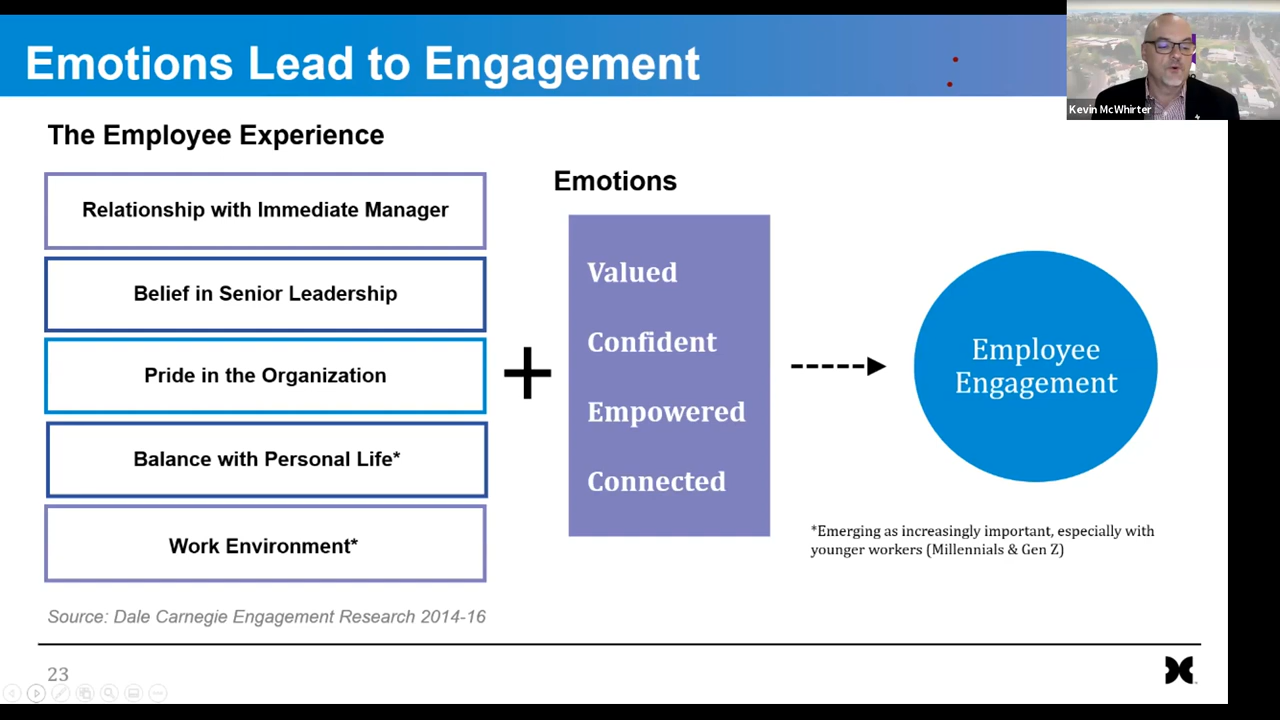 Emotions Lead to Engagement
Kevin McWhirter
The Employee Experience
Relationship with Immediate Manager
Belief in Senior Leadership
Pride in the Organization
Balance with Personal Life*
Work Environment*
Emotions
Valued
Confident
Empowered
Connected
Employee
Engagement
*Emerging as increasingly important, especially with
younger workers (Millennials & Gen Z)
Source: Dale Carnegie Engagement Research 2014-16
23